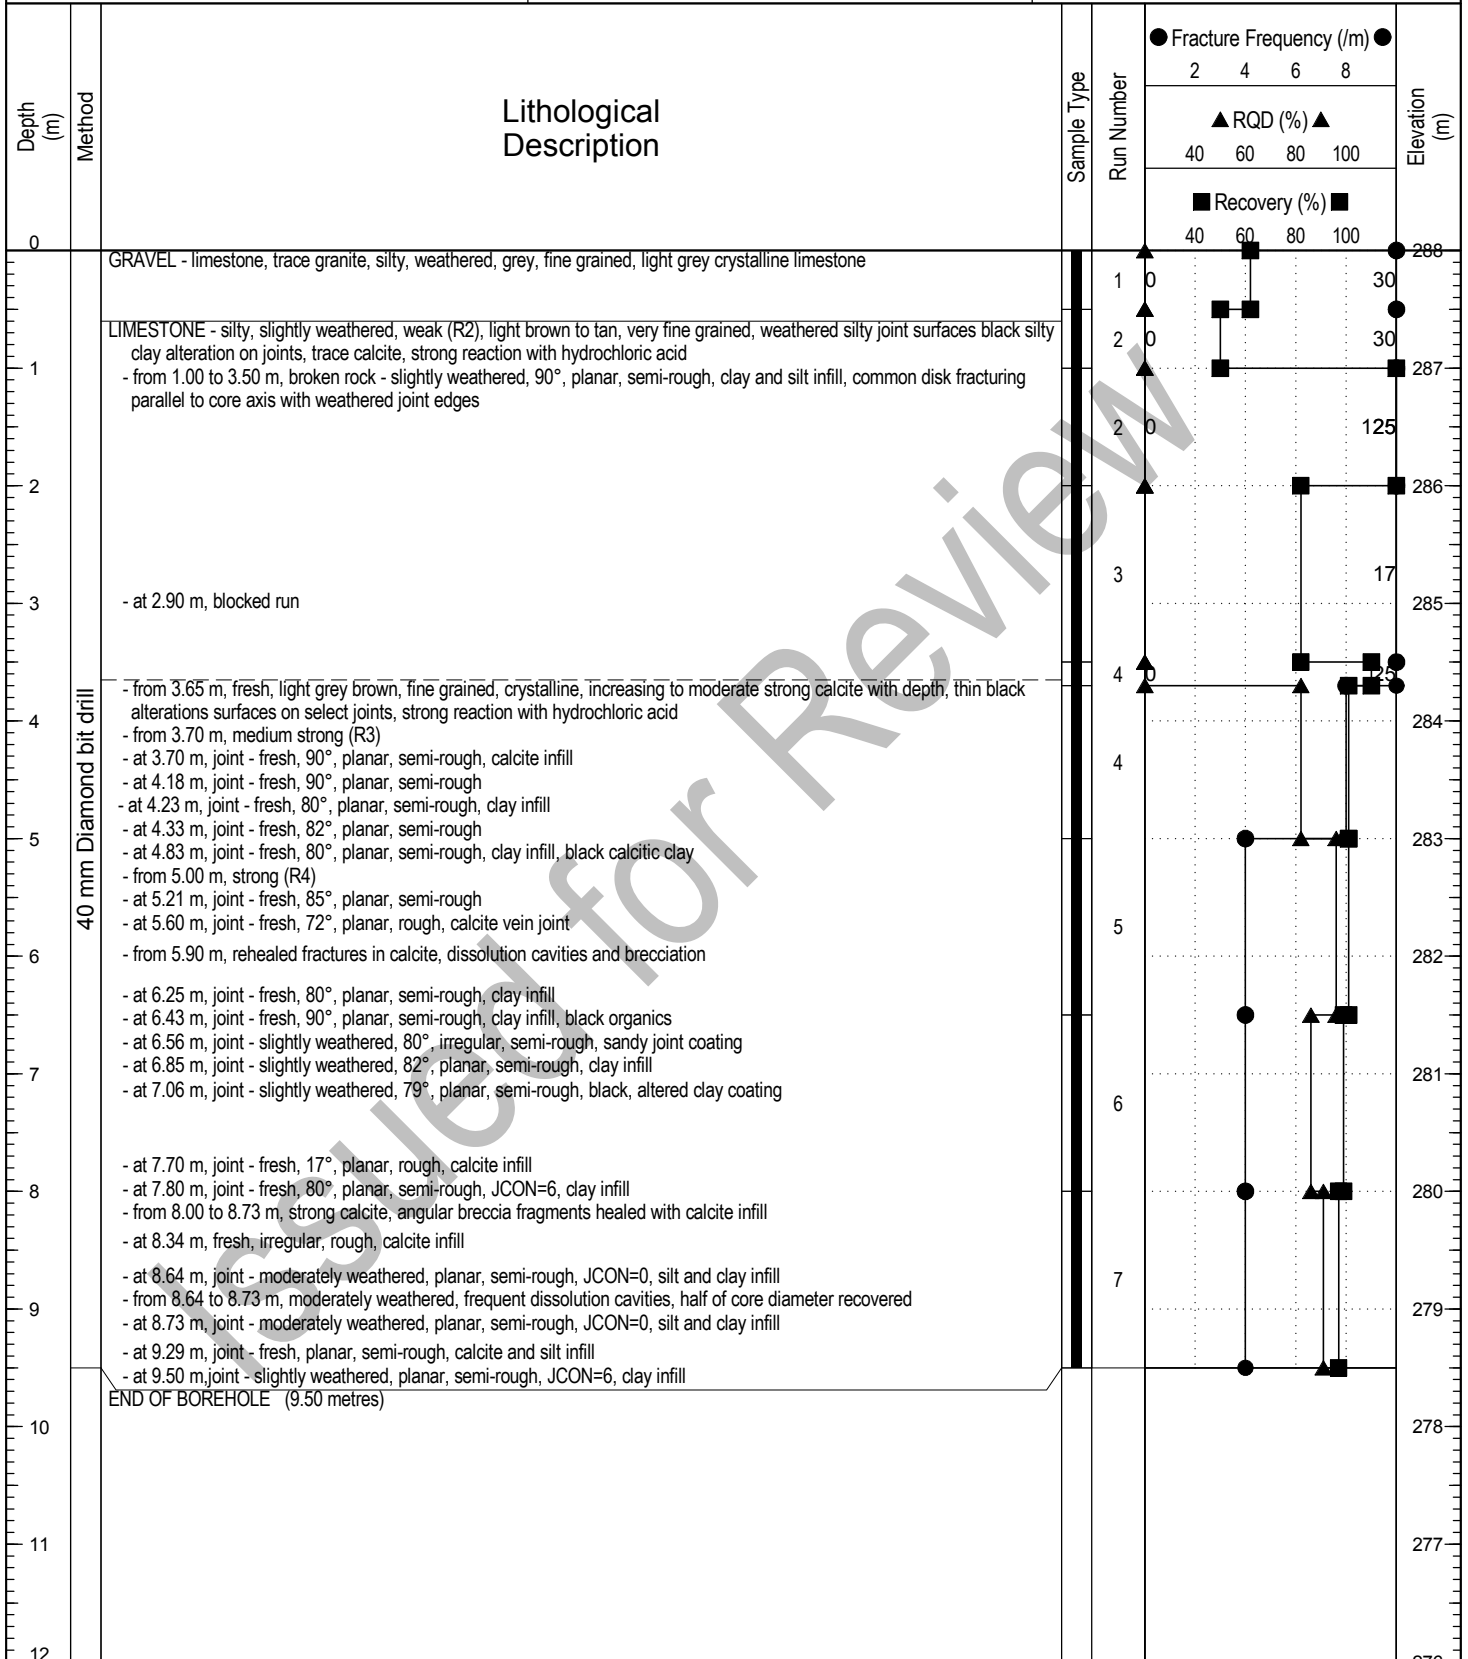 Depth
(m)
Method
Lithological
Description
Sample Type
Run Number
● Fracture Frequency (/m) ●
2 4 6 8
▲ RQD (%) ▲
40 60 80 100
■ Recovery (%) ■
40 60 80 100
Elevation
(m)
0
288
GRAVEL - limestone, trace granite, silty, weathered, grey, fine grained, light grey crystalline limestone
1 0 30
LIMESTONE - silty, slightly weathered, weak (R2), light brown to tan, very fine grained, weathered silty joint surfaces black silty
clay alteration on joints, trace calcite, strong reaction with hydrochloric acid
2 0 30
1
287
- from 1.00 to 3.50 m, broken rock - slightly weathered, 90°, planar, semi-rough, clay and silt infill, common disk fracturing
parallel to core axis with weathered joint edges
2 0 125
2
286
3 17
3
- at 2.90 m, blocked run
285
4 0 125
40 mm Diamond bit drill
- from 3.65 m, fresh, light grey brown, fine grained, crystalline, increasing to moderate strong calcite with depth, thin black
alterations surfaces on select joints, strong reaction with hydrochloric acid
4
284
- from 3.70 m, medium strong (R3)
- at 3.70 m, joint - fresh, 90°, planar, semi-rough, calcite infill
4
- at 4.18 m, joint - fresh, 90°, planar, semi-rough
- at 4.23 m, joint - fresh, 80°, planar, semi-rough, clay infill
- at 4.33 m, joint - fresh, 82°, planar, semi-rough
5
283
- at 4.83 m, joint - fresh, 80°, planar, semi-rough, clay infill, black calcitic clay
- from 5.00 m, strong (R4)
- at 5.21 m, joint - fresh, 85°, planar, semi-rough
- at 5.60 m, joint - fresh, 72°, planar, rough, calcite vein joint
5
6
- from 5.90 m, rehealed fractures in calcite, dissolution cavities and brecciation
282
- at 6.25 m, joint - fresh, 80°, planar, semi-rough, clay infill
- at 6.43 m, joint - fresh, 90°, planar, semi-rough, clay infill, black organics
- at 6.56 m, joint - slightly weathered, 80°, irregular, semi-rough, sandy joint coating
- at 6.85 m, joint - slightly weathered, 82°, planar, semi-rough, clay infill
7
281
- at 7.06 m, joint - slightly weathered, 79°, planar, semi-rough, black, altered clay coating
6
- at 7.70 m, joint - fresh, 17°, planar, rough, calcite infill
- at 7.80 m, joint - fresh, 80°, planar, semi-rough, JCON=6, clay infill
8
280
- from 8.00 to 8.73 m, strong calcite, angular breccia fragments healed with calcite infill
- at 8.34 m, fresh, irregular, rough, calcite infill
- at 8.64 m, joint - moderately weathered, planar, semi-rough, JCON=0, silt and clay infill
7
- from 8.64 to 8.73 m, moderately weathered, frequent dissolution cavities, half of core diameter recovered
9
279
- at 8.73 m, joint - moderately weathered, planar, semi-rough, JCON=0, silt and clay infill
- at 9.29 m, joint - fresh, planar, semi-rough, calcite and silt infill
- at 9.50 m,joint - slightly weathered, planar, semi-rough, JCON=6, clay infill
END OF BOREHOLE (9.50 metres)
10
278
11
277
12
Issued for Review